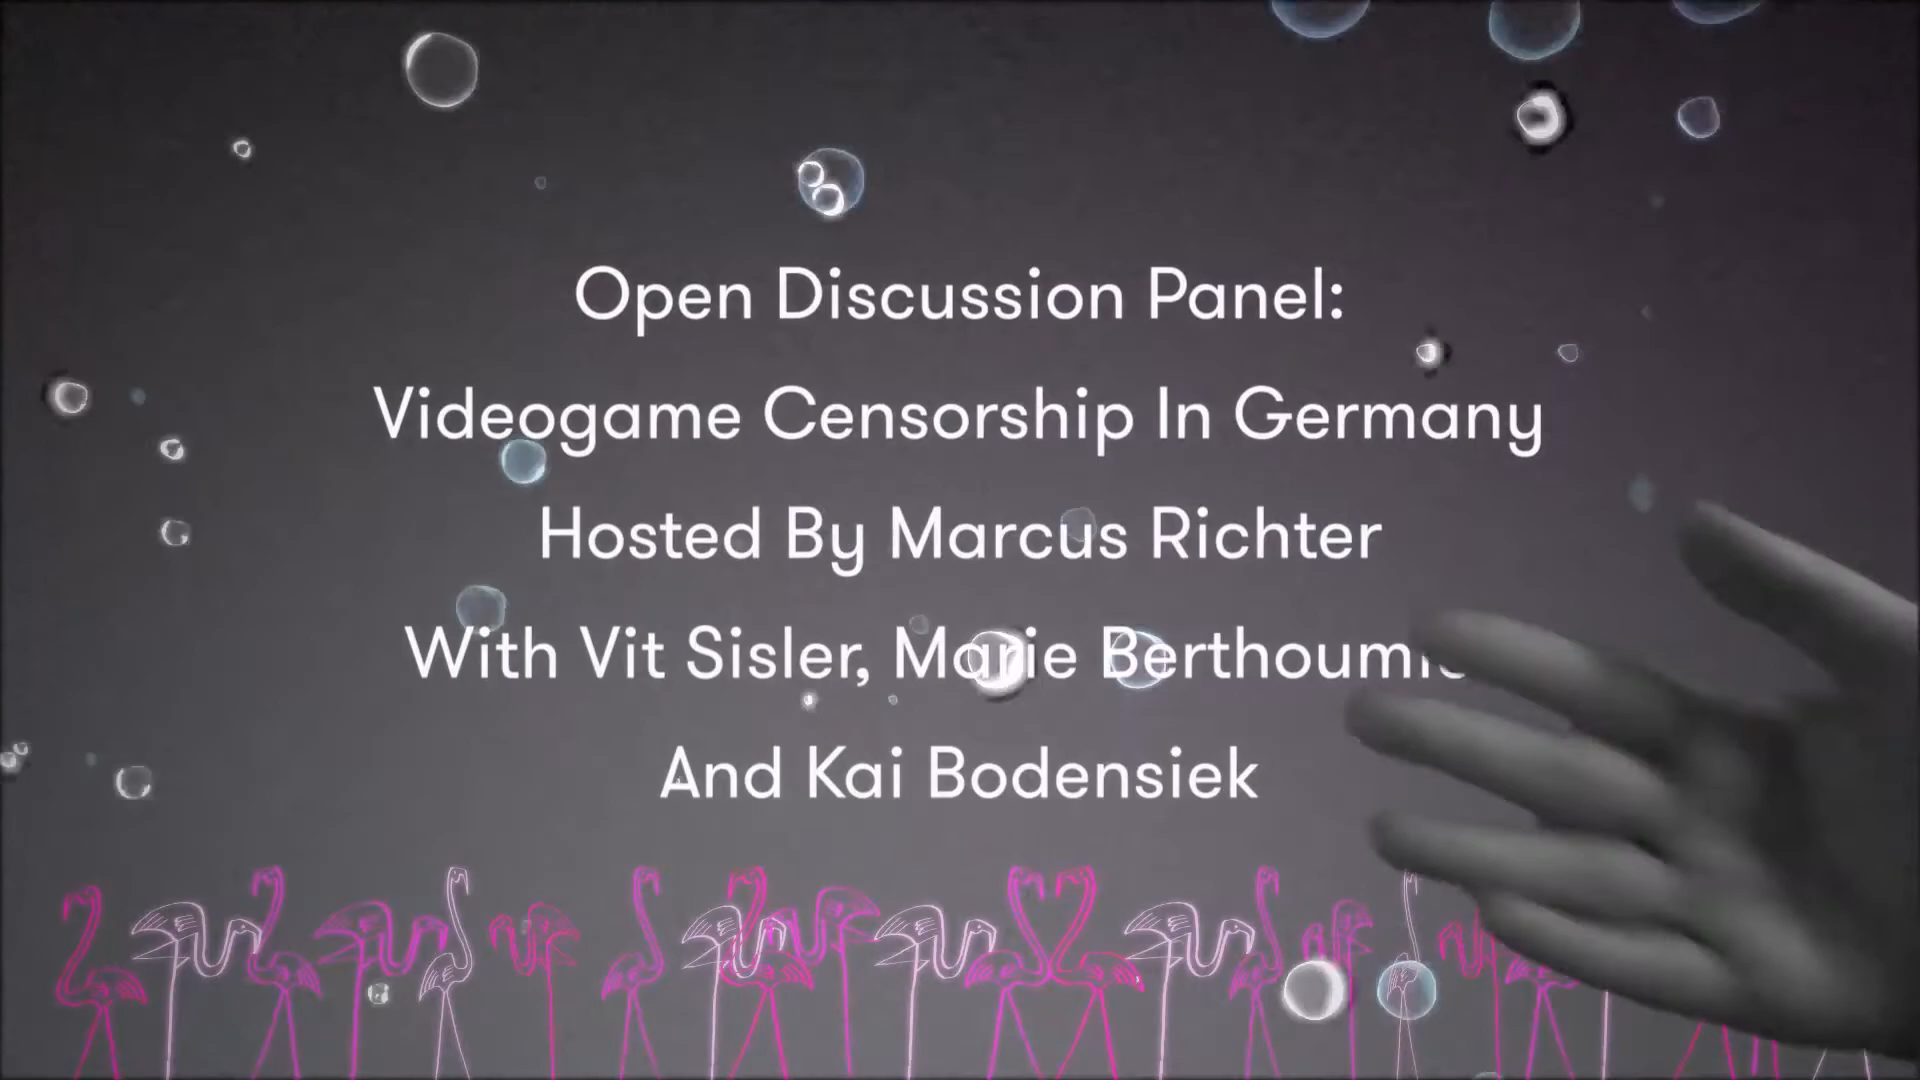 Open Discussion Panel:
Videogame Censorship In Germany
Hosted By Marcus Richter
With Vit Sisler, Marie
And Kai Bodensiek